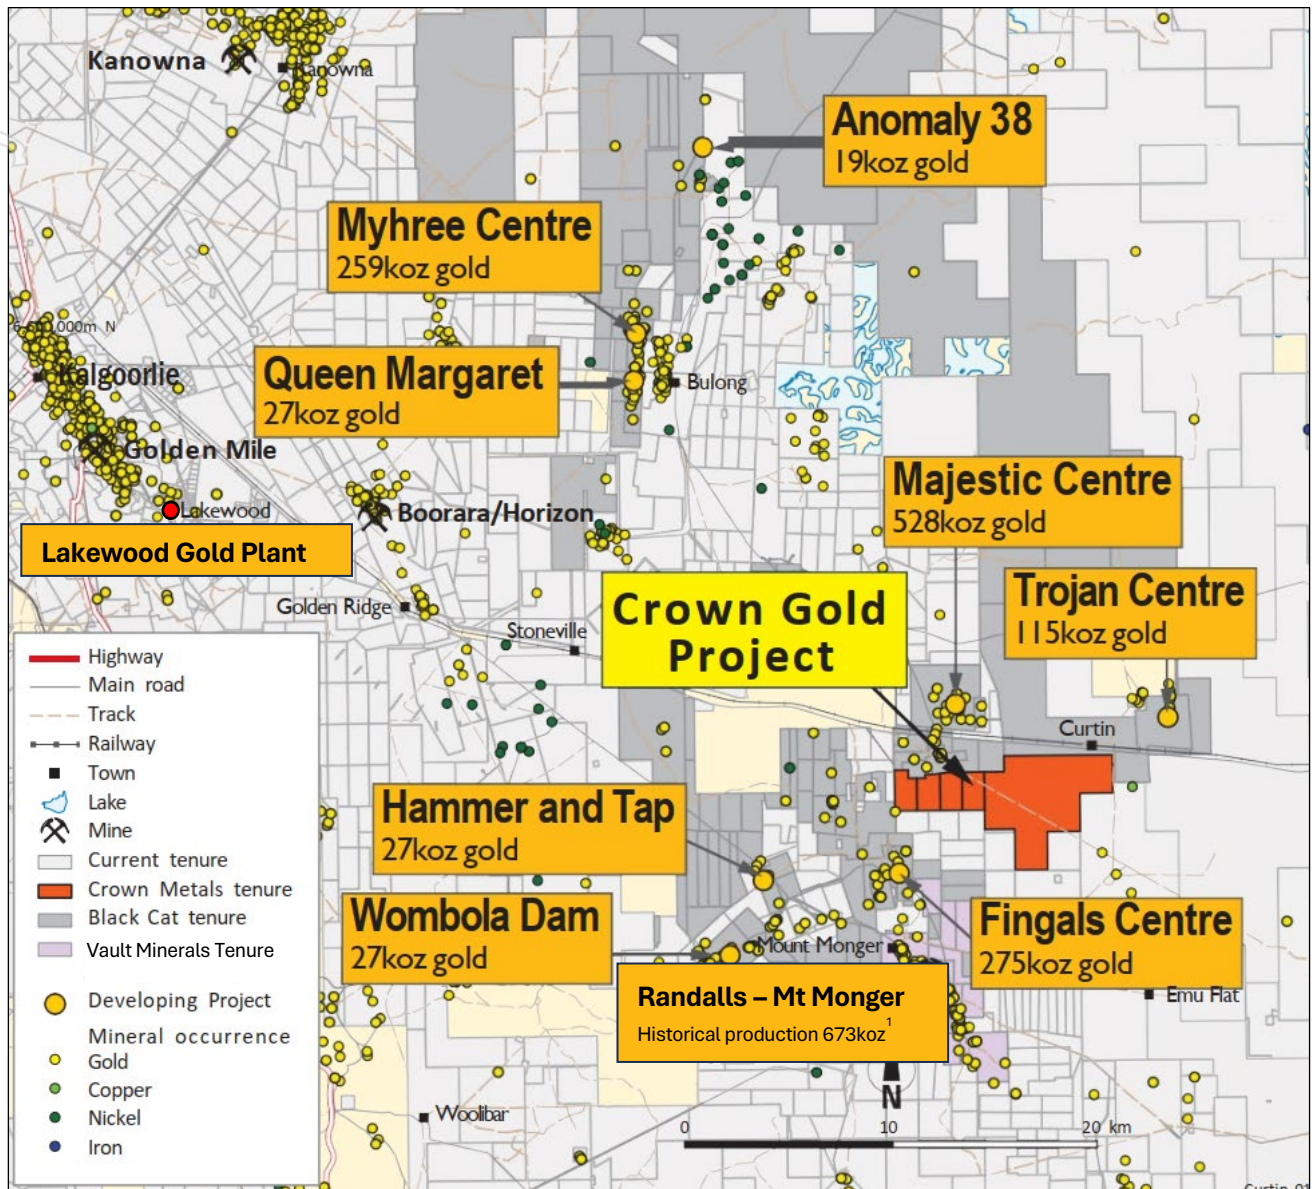 Kanowna
Kanowna
Anomaly 38
19koz gold
Myhree Centre
259koz gold
000m N
Queen Margaret
27koz gold
Kalgoorlie
Bulong
Golden Mile
Lakewood
Boorara/Horizon
Majestic Centre
528koz gold
Lakewood Gold Plant
Crown Gold
Project
Trojan Centre
115koz gold
Golden Ridge
Stoneville
Curtin
Highway
Main road
Track
Railway
Town
Lake
Mine
Current tenure
Crown Metals tenure
Black Cat tenure
Vault Minerals Tenure
Developing Project
Mineral occurrence
Gold
Copper
Nickel
Iron
Hammer and Tap
27koz gold
Wombola Dam
27koz gold
Mount Monger
Fingals Centre
275koz gold
Randalls – Mt Monger
Historical production 673koz1
Emu Flat
N
Woolibar
0 10 20 km